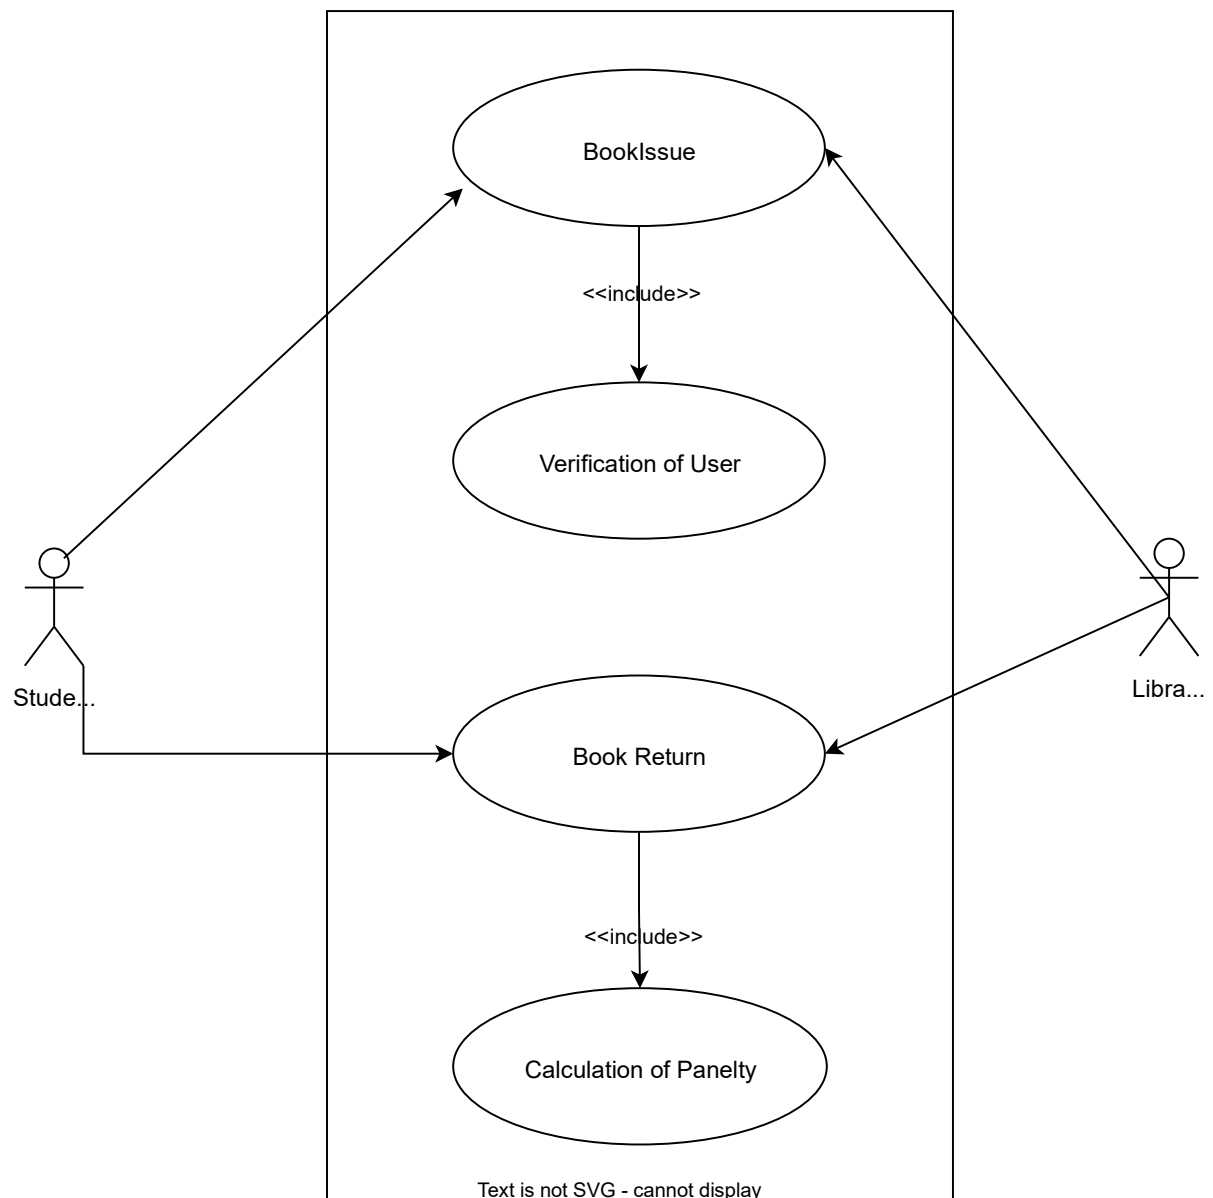 BookIssue
<<include>>
Verification of User
Stude...
Libra...
Book Return
<<include>>
Calculation of Panelty
Text is not SVG - cannot display